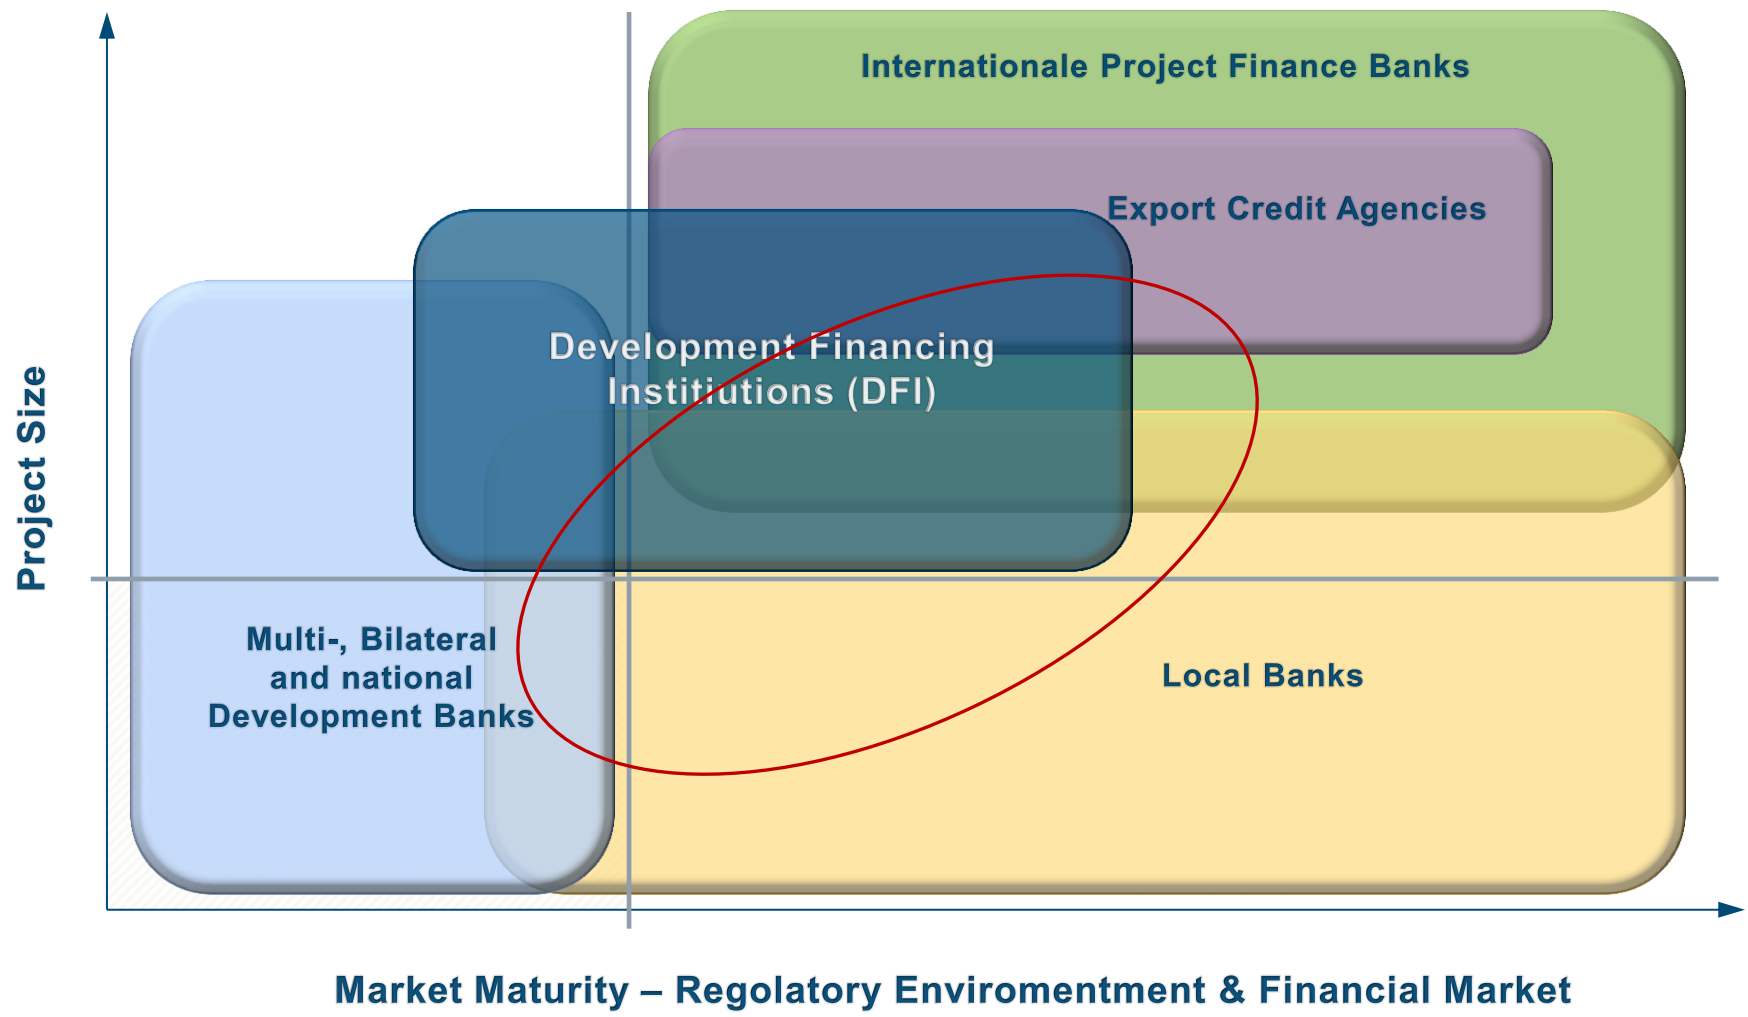 Internationale Project Finance Banks
Export Credit Agencies
Development Financing
Institiutions (DFI)
Project Size
Multi-, Bilateral
and national
Development Banks
Local Banks
Market Maturity – Regolatory Enviromentment & Financial Market